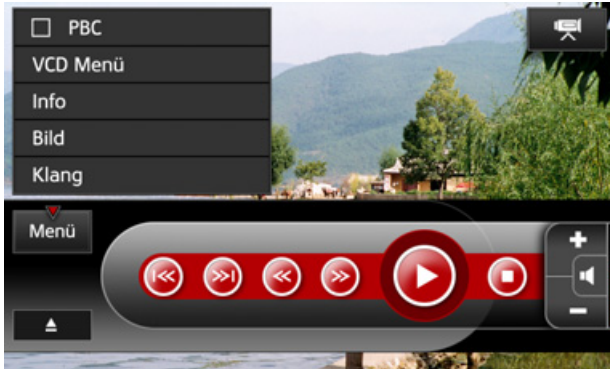 PBC
VCD Menü
Info
Bild
Klang
Menü